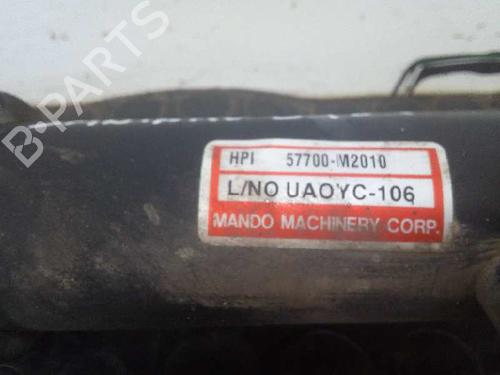 B-PARTS
HPI 57700-M2010
L/NO UAOYC-106
MANDO MACHINERY CORP.